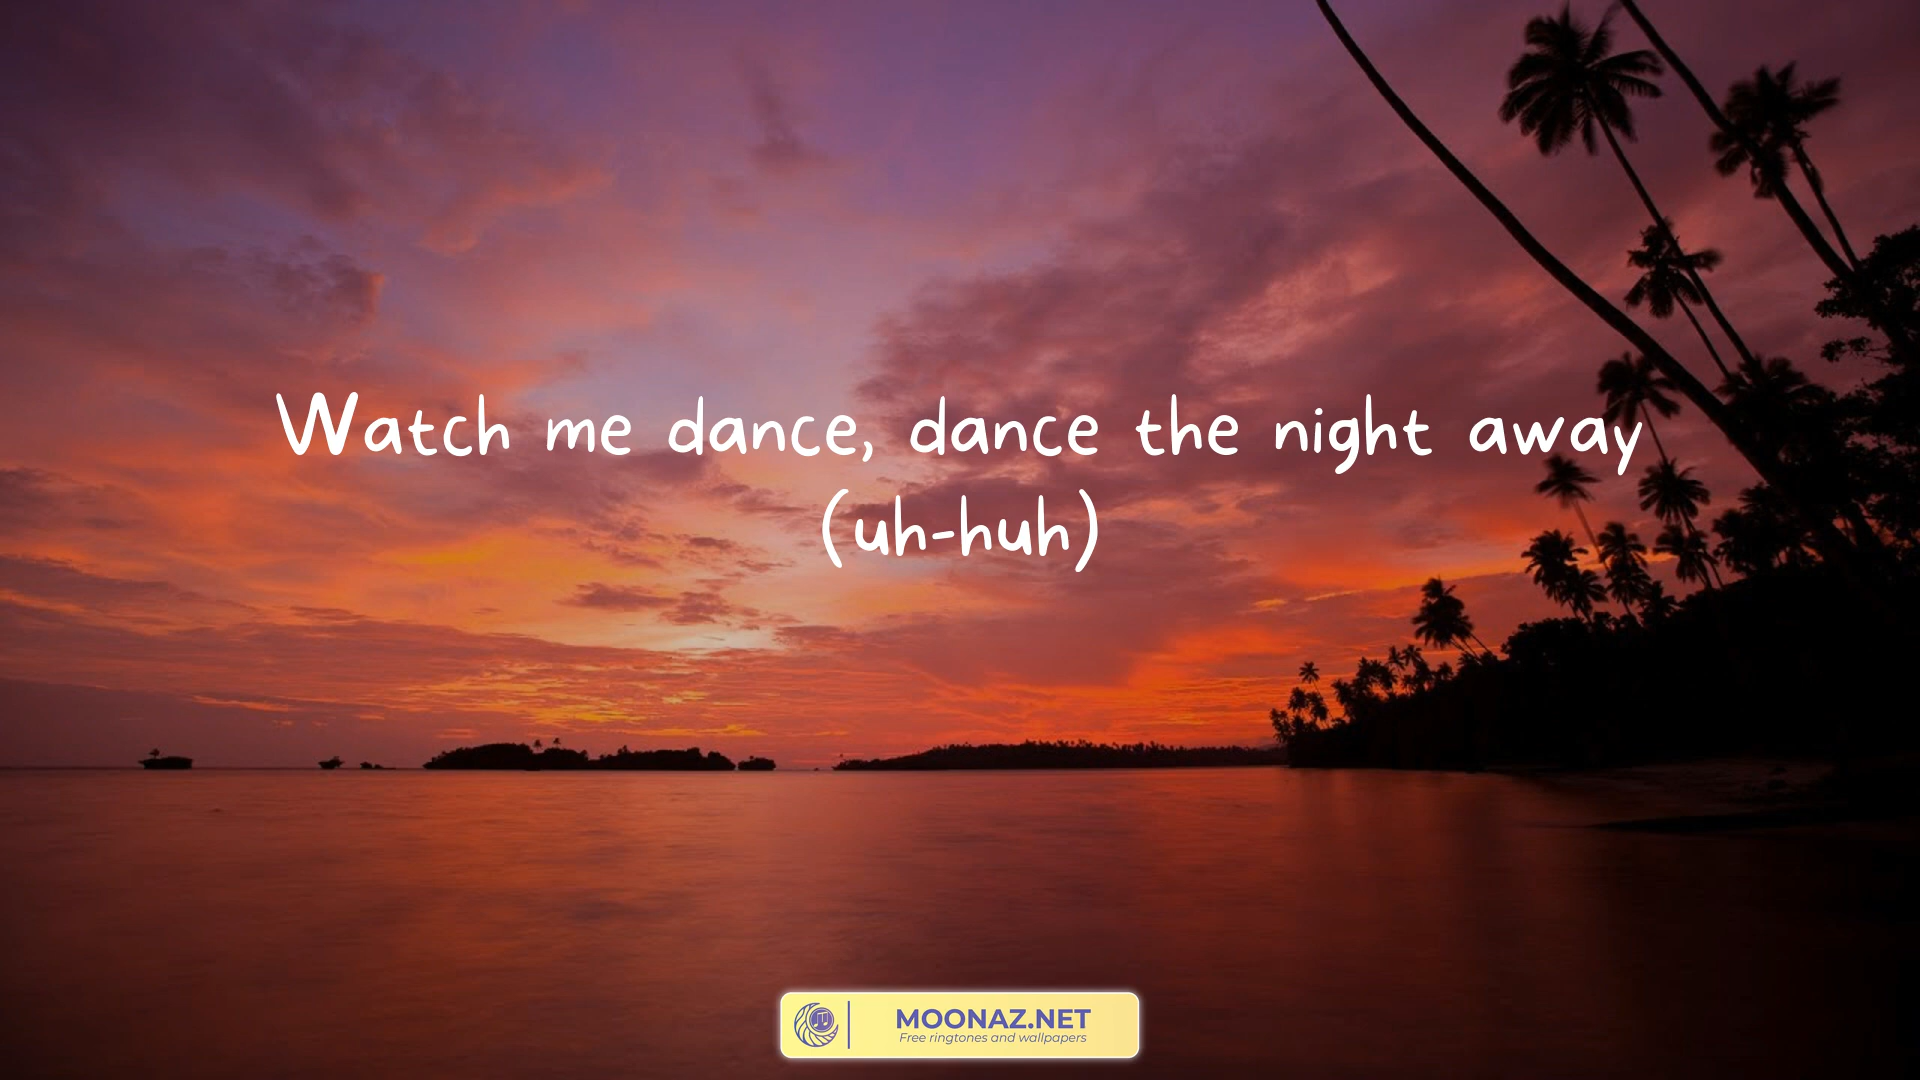 Watch me dance, dance the night away
(uh-huh)
MOONAZ.NET
Free ringtones and wallpapers